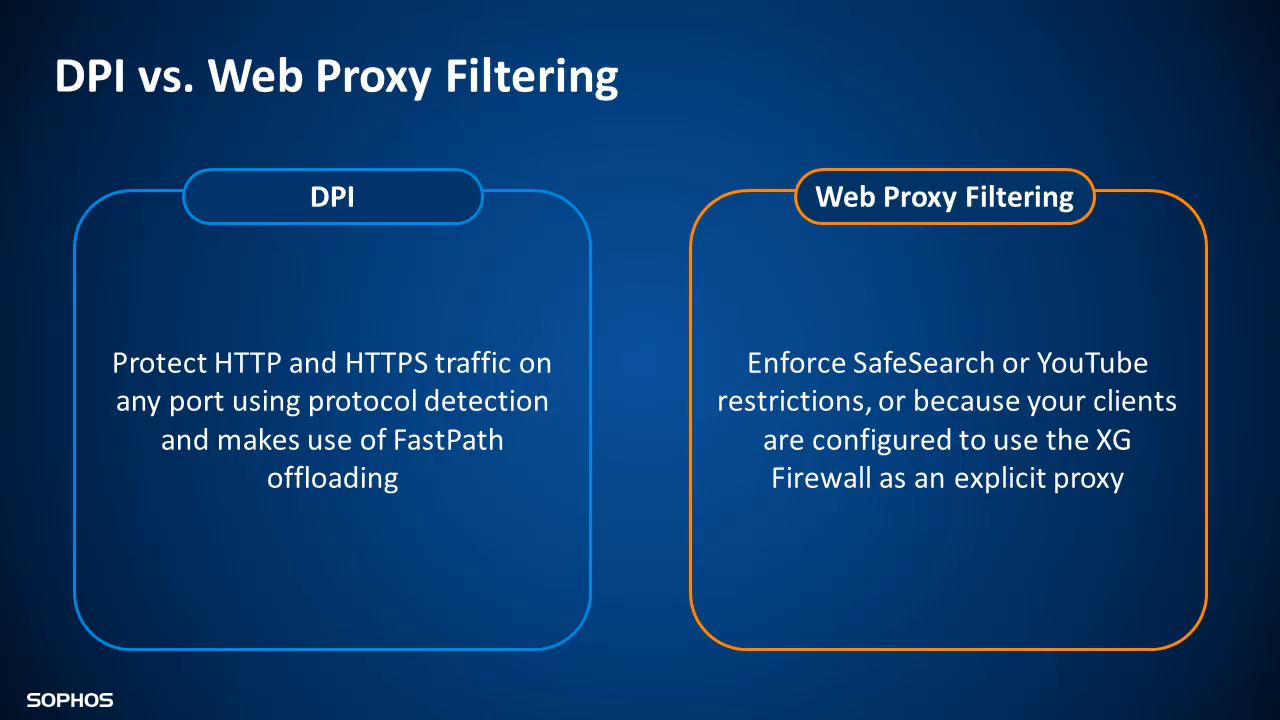 DPI vs. Web Proxy Filtering
DPI
Protect HTTP and HTTPS traffic on
any port using protocol detection
and makes use of FastPath
offloading
Web Proxy Filtering
Enforce SafeSearch or YouTube
restrictions, or because your clients
are configured to use the XG
Firewall as an explicit proxy
SOPHOS